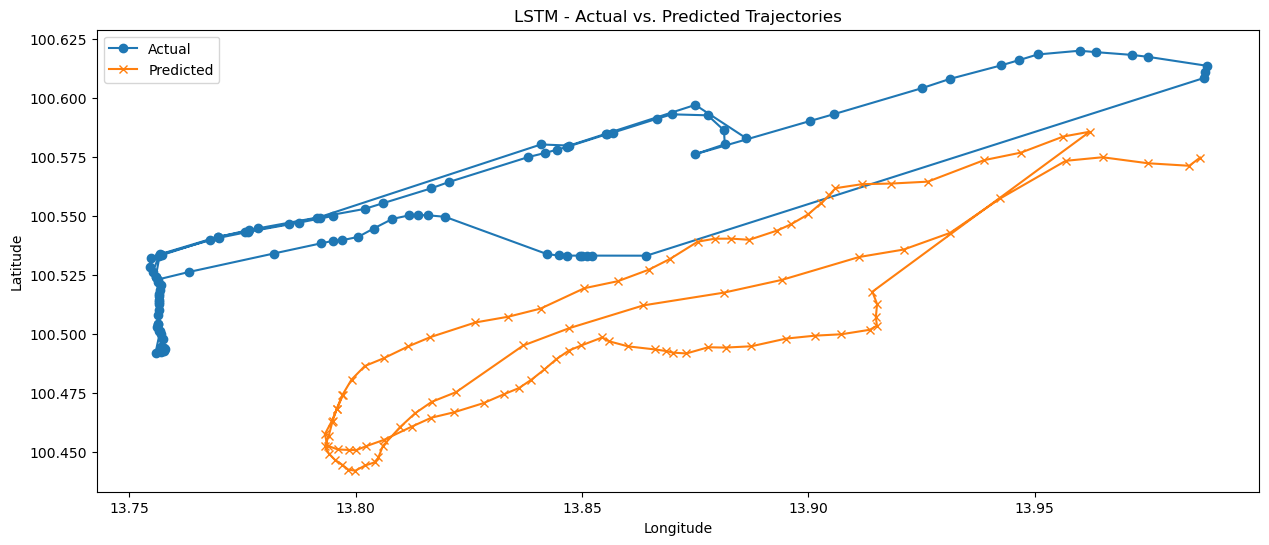 LSTM - Actual vs. Predicted Trajectories
Actual
Predicted
Latitude
100.625
100.600
100.575
100.550
100.525
100.500
100.475
100.450
13.75 13.80 13.85 13.90 13.95
Longitude